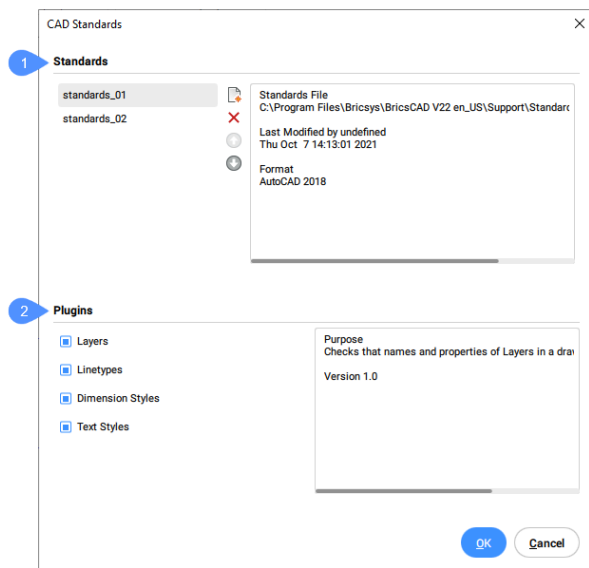 CAD Standards
1
Standards
standards_01
standards_02
Standards File
C:\Program Files\Bricsys\BricsCAD V22 en_US\Support\Standard
Last Modified by undefined
Thu Oct 7 14:13:01 2021
Format
AutoCAD 2018
2
Plugins
Layers
Linetypes
Dimension Styles
Text Styles
Purpose
Checks that names and properties of Layers in a
Version 1.0
OK
Cancel